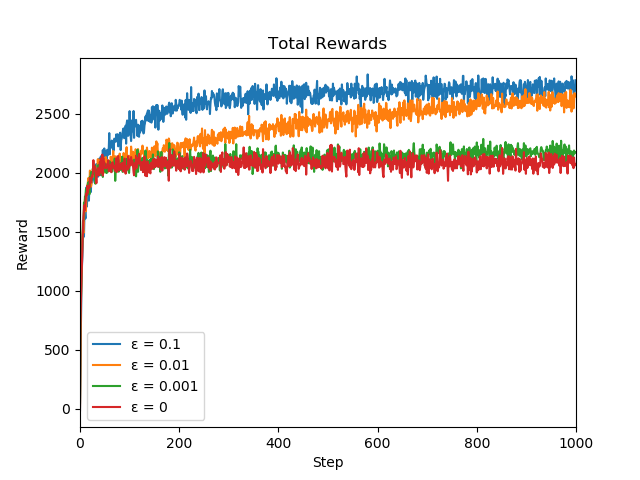 Total Rewards
Reward
2500
2000
1500
1000
500
0
ε = 0.1
ε = 0.01
ε = 0.001
ε = 0
0 200 400 600 800 1000
Step